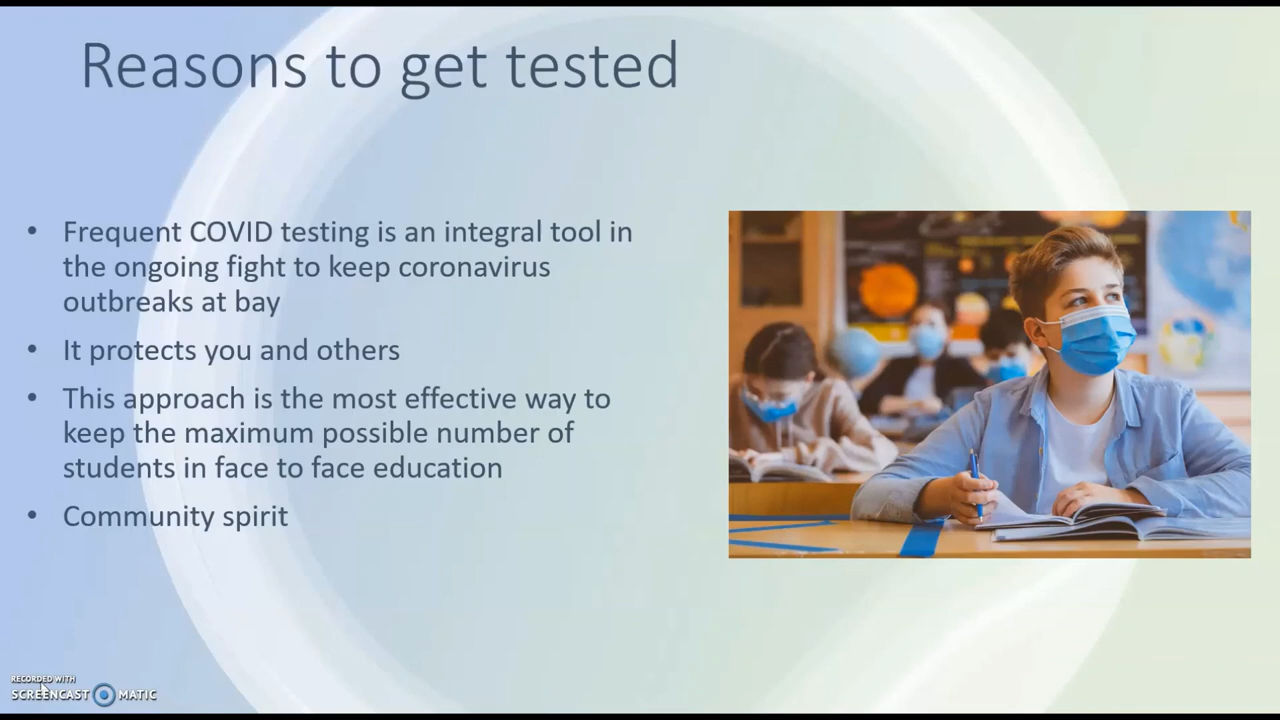 Reasons to get tested
• Frequent COVID testing is an integral tool in
the ongoing fight to keep coronavirus
outbreaks at bay
• It protects you and others
• This approach is the most effective way to
keep the maximum possible number of
students in face to face education
• Community spirit
RECORDED WITH
SCREENCAST MATIC